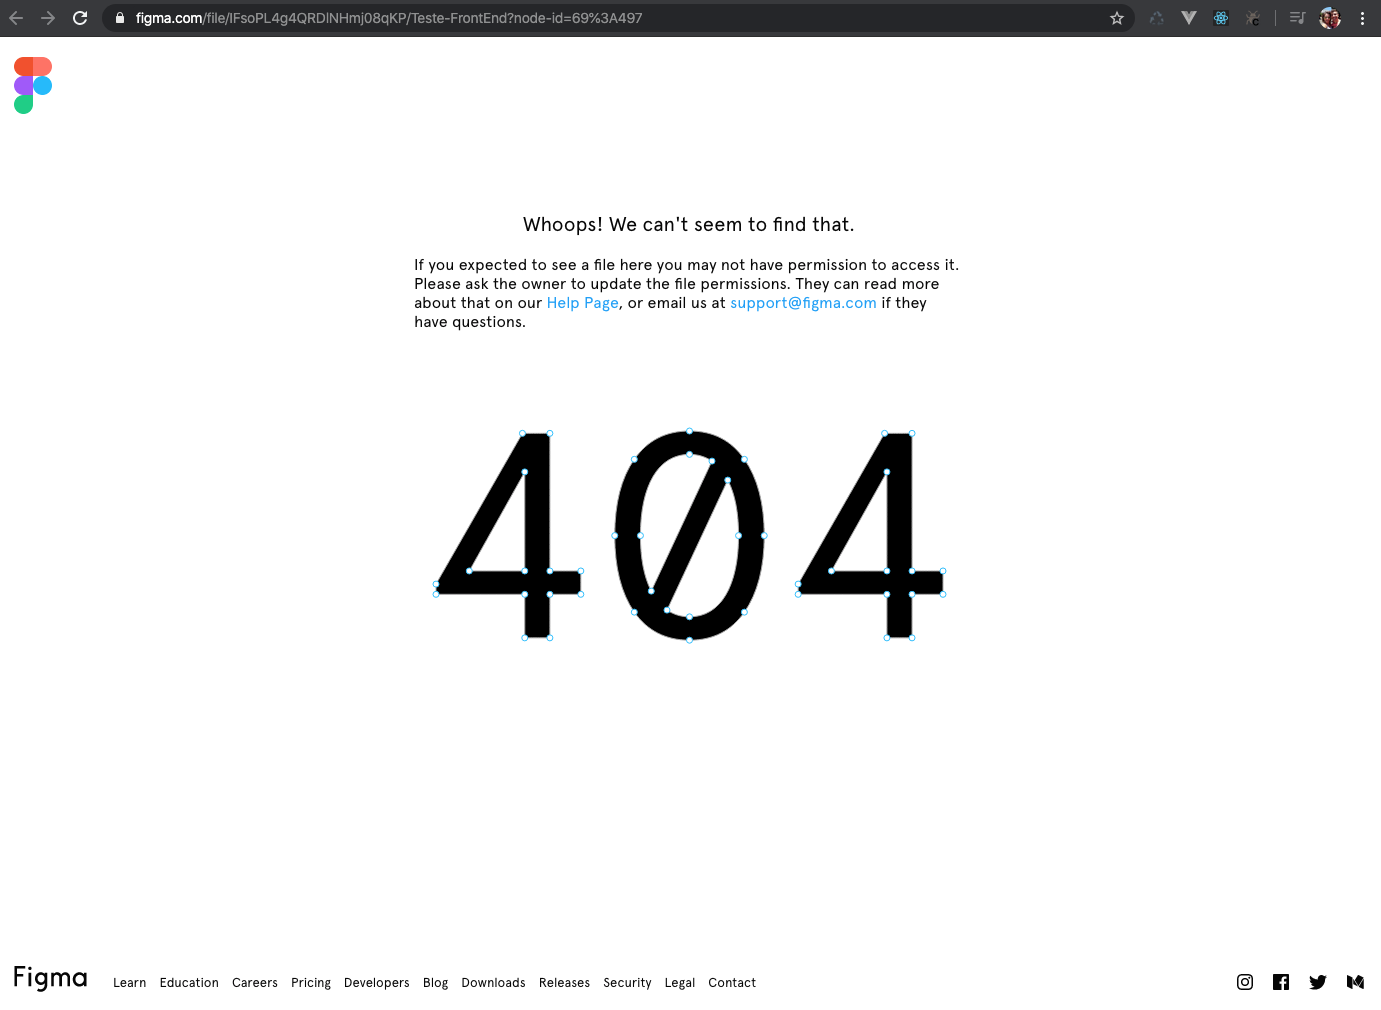 figma.com/file/IFsoPL4g4QRDlNHmj08qKP/Teste-FrontEnd?node-id=69%3A497
Whoops! We can't seem to find that.
If you expected to see a file here you may not have permission to access it.
Please ask the owner to update the file permissions. They can read more
about that on our Help Page, or email us at support@figma.com if they
have questions.
404
Figma Learn Education Careers Pricing Developers Blog Downloads Releases Security Legal Contact